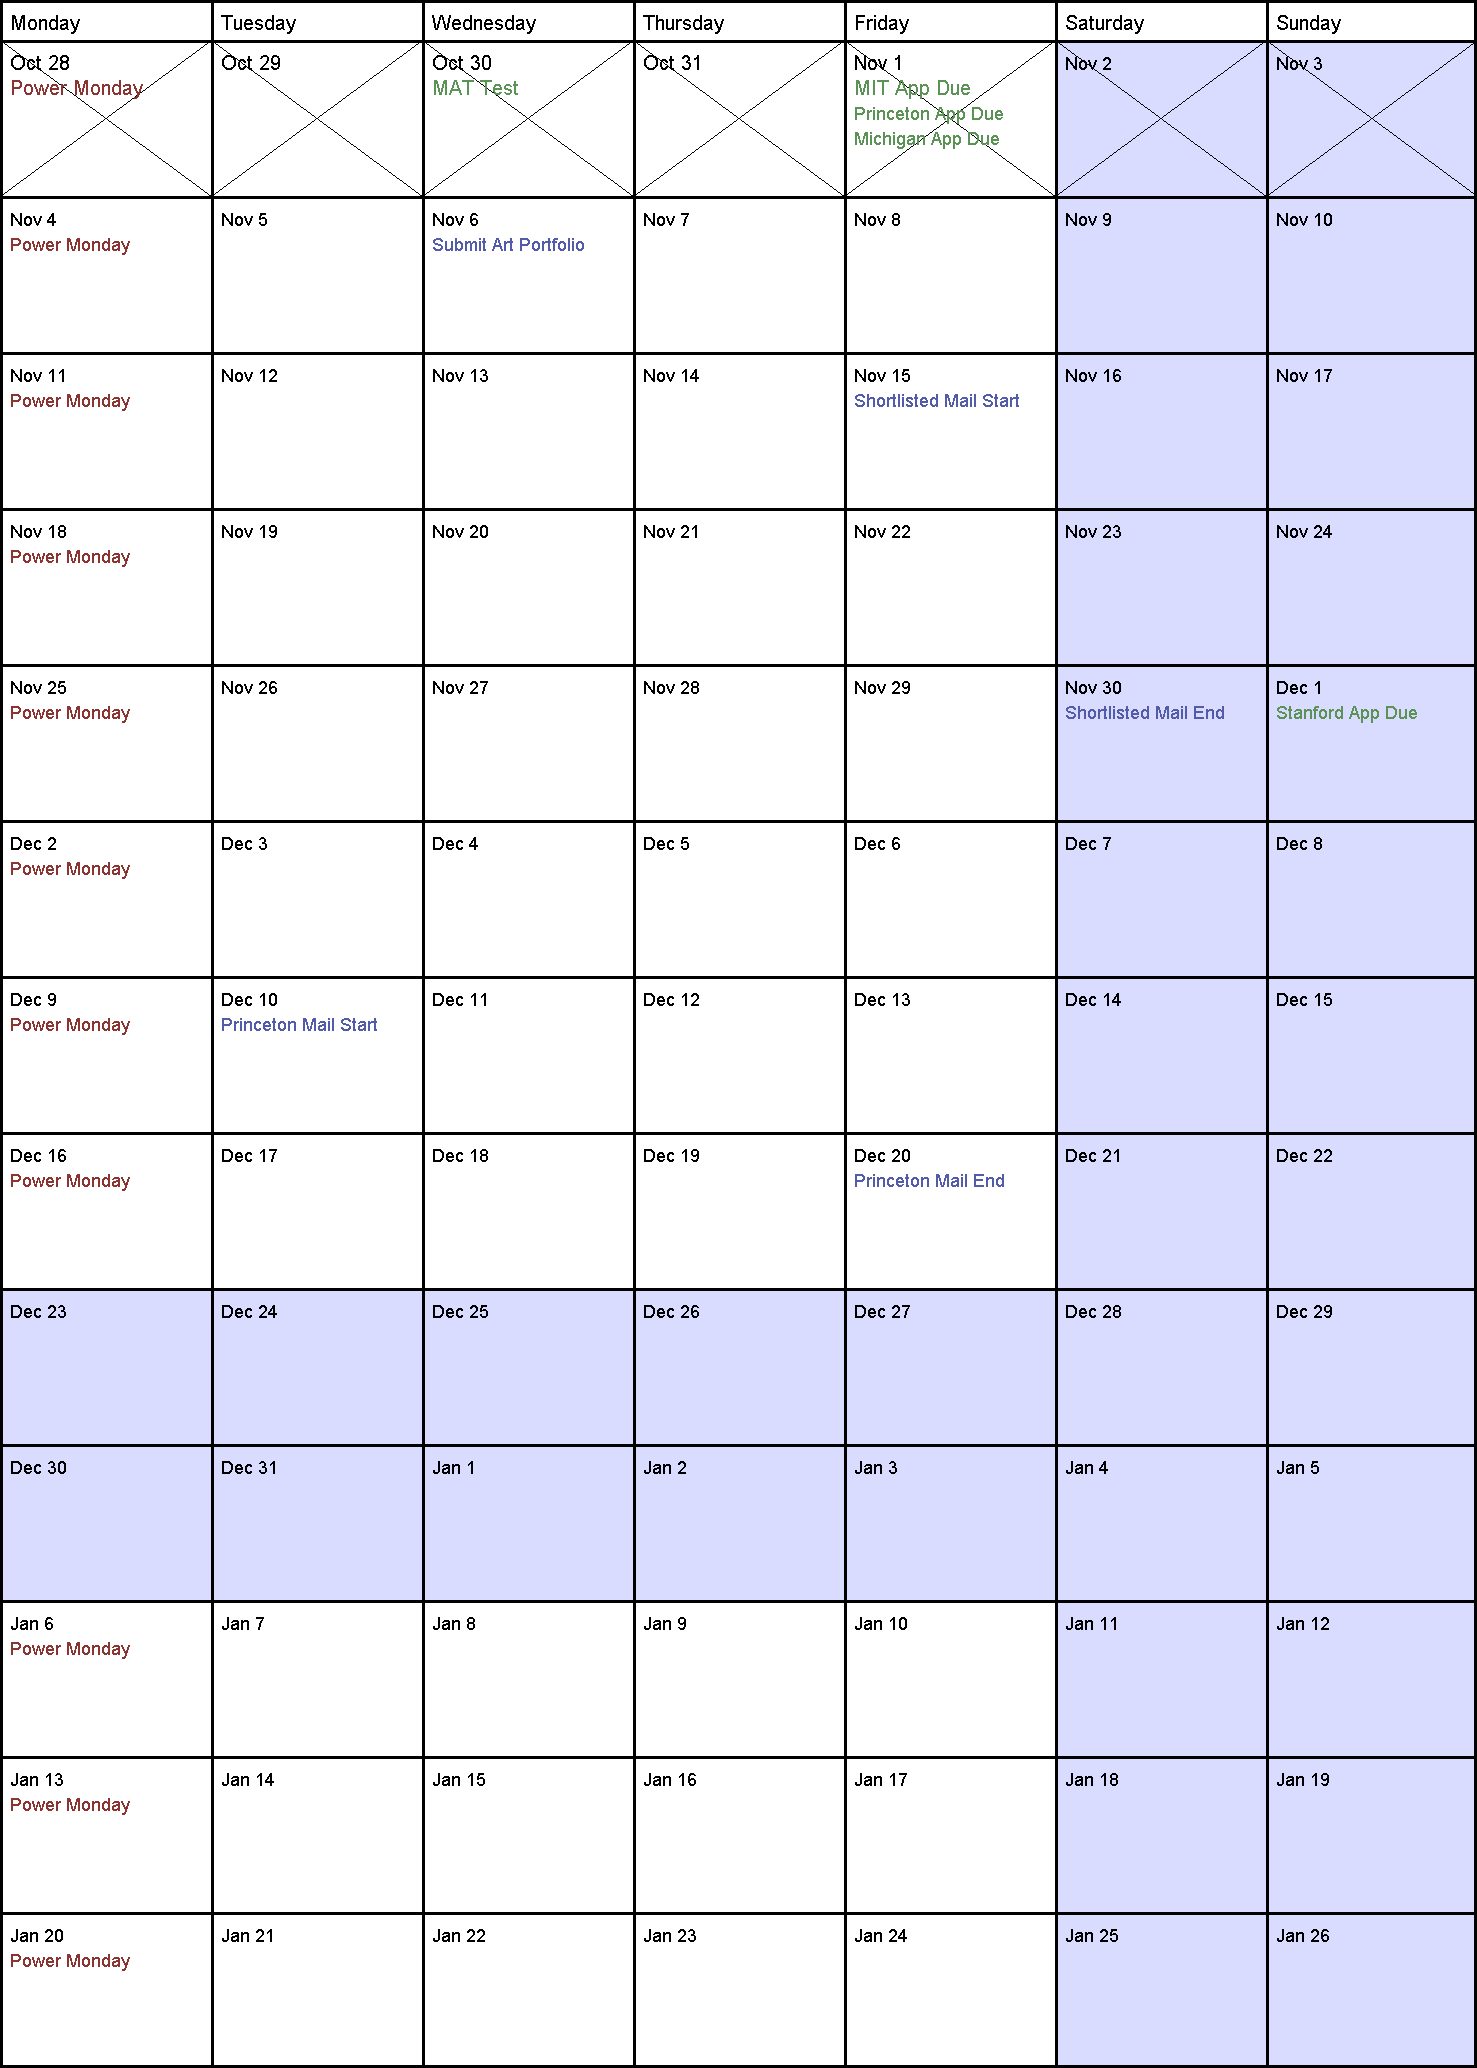 Monday
Tuesday
Wednesday
Thursday
Friday
Saturday
Sunday
Oct 28
Power Monday
Oct 29
Oct 30
MAT Test
Oct 31
Nov 1
MIT App Due
Princeton App Due
Michigan App Due
Nov 2
Nov 3
Nov 4
Power Monday
Nov 5
Nov 6
Submit Art Portfolio
Nov 7
Nov 8
Nov 9
Nov 10
Nov 11
Power Monday
Nov 12
Nov 13
Nov 14
Nov 15
Shortlisted Mail Start
Nov 16
Nov 17
Nov 18
Power Monday
Nov 19
Nov 20
Nov 21
Nov 22
Nov 23
Nov 24
Nov 25
Power Monday
Nov 26
Nov 27
Nov 28
Nov 29
Nov 30
Shortlisted Mail End
Dec 1
Stanford App Due
Dec 2
Power Monday
Dec 3
Dec 4
Dec 5
Dec 6
Dec 7
Dec 8
Dec 9
Power Monday
Dec 10
Princeton Mail Start
Dec 11
Dec 12
Dec 13
Dec 14
Dec 15
Dec 16
Power Monday
Dec 17
Dec 18
Dec 19
Dec 20
Princeton Mail End
Dec 21
Dec 22
Dec 23
Dec 24
Dec 25
Dec 26
Dec 27
Dec 28
Dec 29
Dec 30
Dec 31
Jan 1
Jan 2
Jan 3
Jan 4
Jan 5
Jan 6
Power Monday
Jan 7
Jan 8
Jan 9
Jan 10
Jan 11
Jan 12
Jan 13
Power Monday
Jan 14
Jan 15
Jan 16
Jan 17
Jan 18
Jan 19
Jan 20
Power Monday
Jan 21
Jan 22
Jan 23
Jan 24
Jan 25
Jan 26